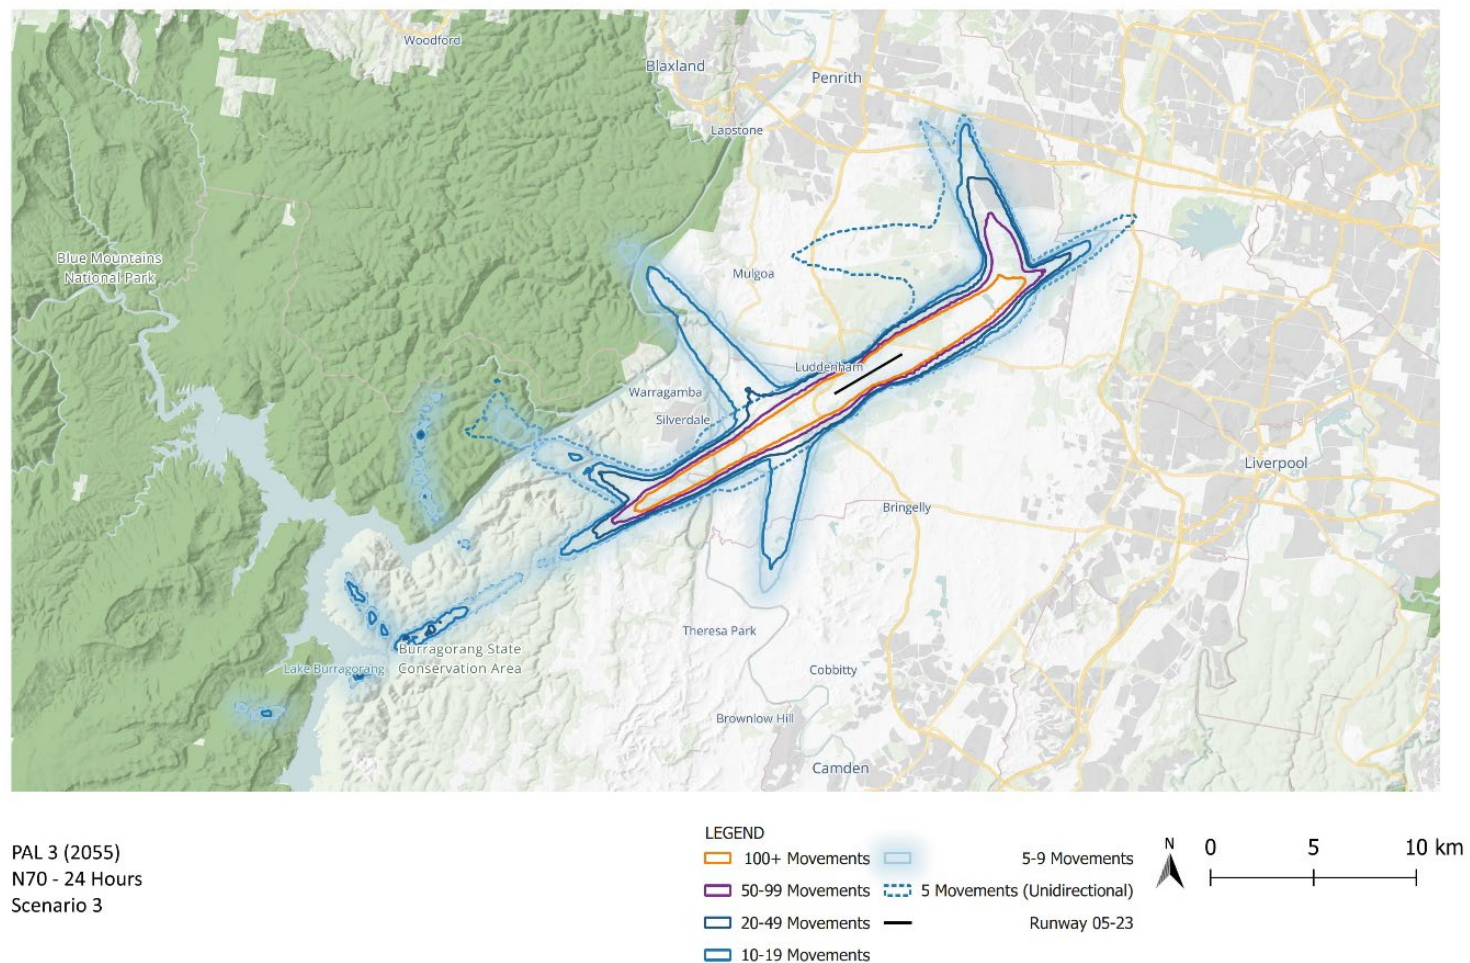 Woodford
Blaxland
Penrith
Lapstone
Blue Mountains
National Park
Mulgoa
Luddenham
Warragamba
Silverdale
Liverpool
Bringelly
Theresa Park
Burragorang State
Conservation Area
Lake Burragorang
Cobbitty
Brownlow Hill
Camden
PAL 3 (2055)
N70 - 24 Hours
Scenario 3
LEGEND
100+ Movements
5-9 Movements
50-99 Movements
5 Movements (Unidirectional)
20-49 Movements
Runway 05-23
10-19 Movements
N
0 5 10 km